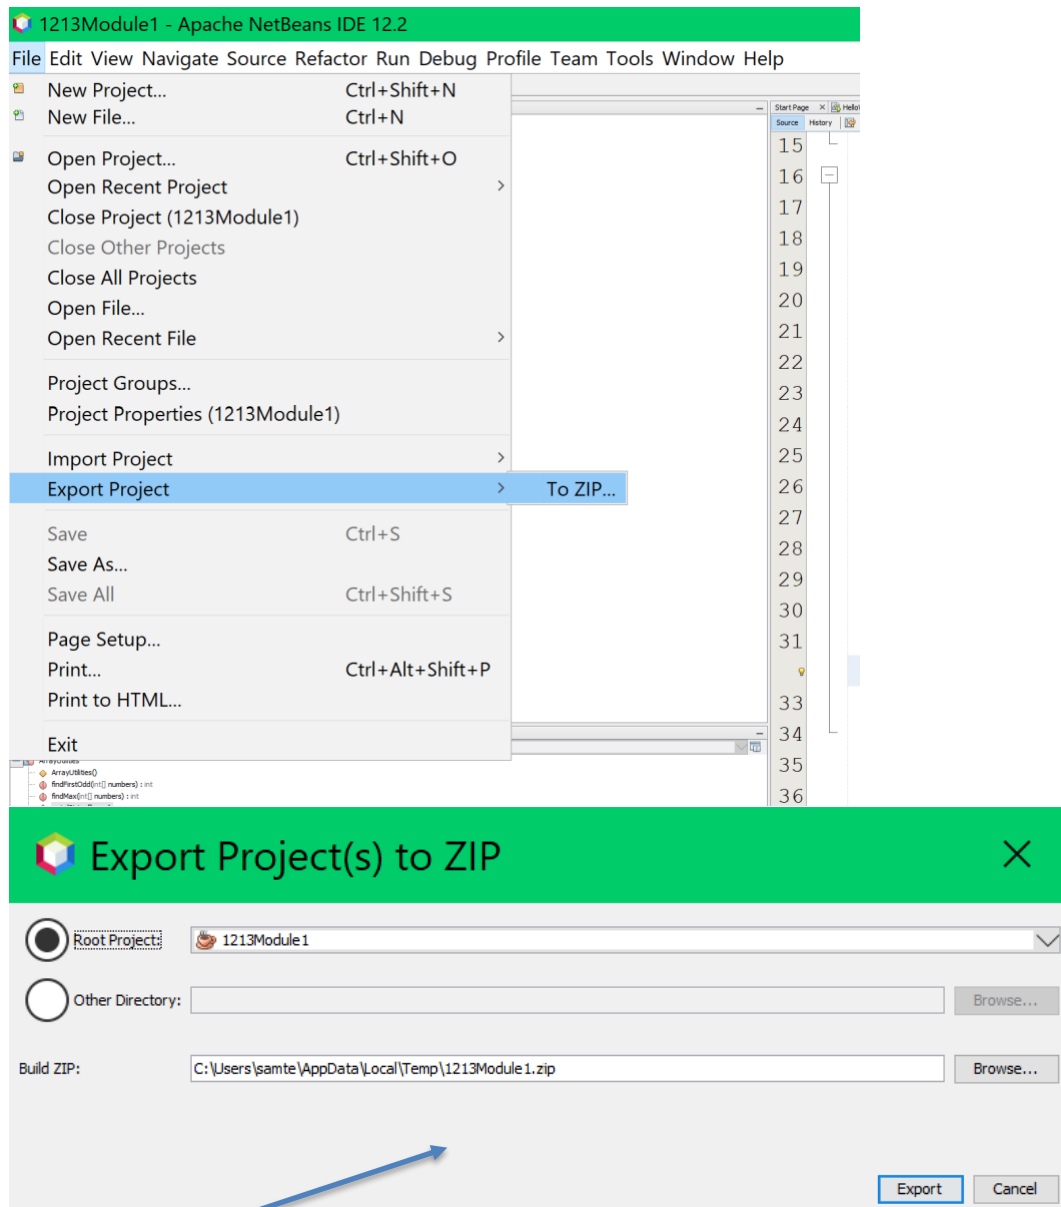 1213Module1 - Apache NetBeans IDE 12.2
File Edit View Navigate Source Refactor Run Debug Profile Team Tools Window Help
New Project... Ctrl+Shift+N
New File... Ctrl+N
Open Project... Ctrl+Shift+O
Open Recent Project
Close Project (1213Module1)
Close Other Projects
Close All Projects
Open File...
Open Recent File
Project Groups...
Project Properties (1213Module1)
Import Project
Export Project To ZIP...
Save Ctrl+S
Save As...
Save All Ctrl+Shift+S
Page Setup...
Print... Ctrl+Alt+Shift+P
Print to HTML...
Exit
ArrayUtilities
ArrayUtilities()
findFirstOdd(int[] numbers) : int
findMax(int[] numbers) : int
Start Page
Source History
15
16
17
18
19
20
21
22
23
24
25
26
27
28
29
30
31
33
34
35
36
Export Project(s) to ZIP
Root Project: 1213Module1
Other Directory: Browse...
Build ZIP: C:\Users\samte\AppData\Local\Temp\1213Module1.zip Browse...
Export Cancel